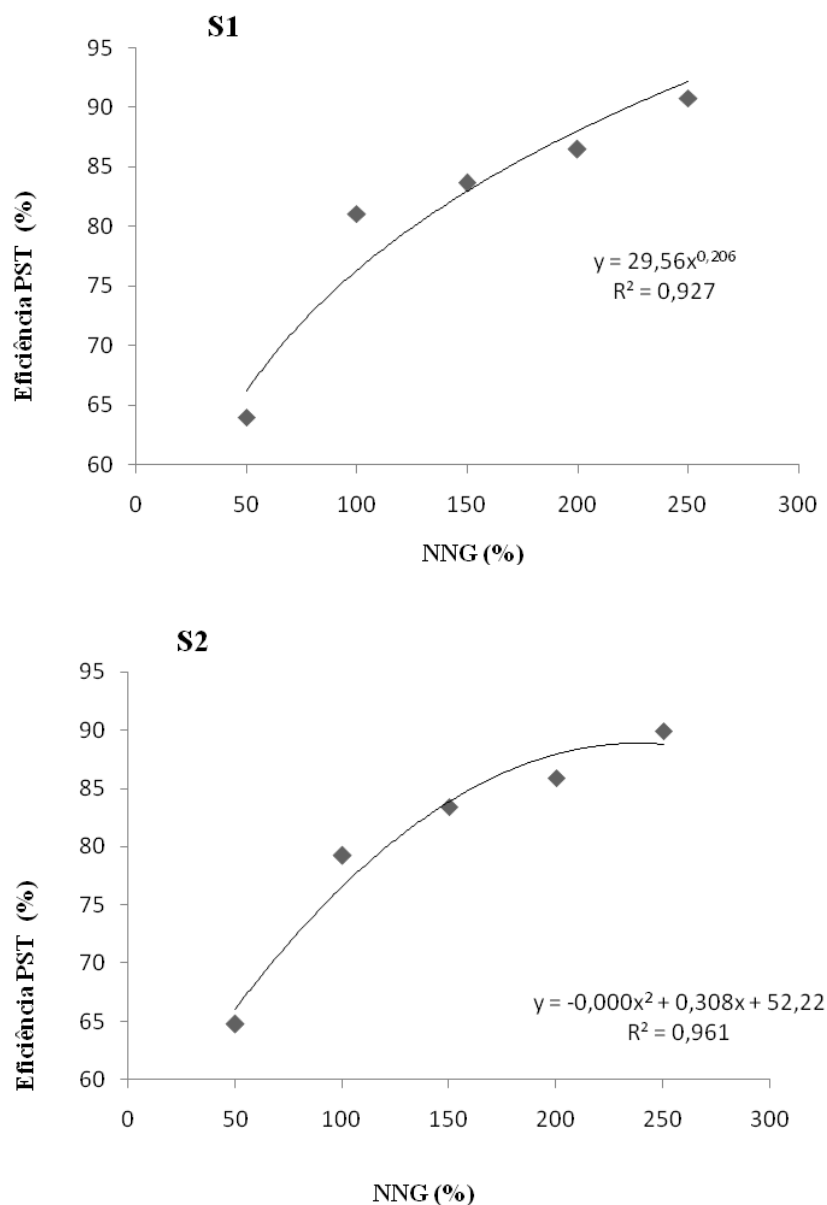 S1
95
90
85
80
75
70
65
60
Eficiência PST (%)
y = 29,56x^0,206
R² = 0,927
0 50 100 150 200 250 300
NNG (%)
S2
95
90
85
80
75
70
65
60
Eficiência PST (%)
y = -0,000x² + 0,308x + 52,22
R² = 0,961
0 50 100 150 200 250 300
NNG (%)